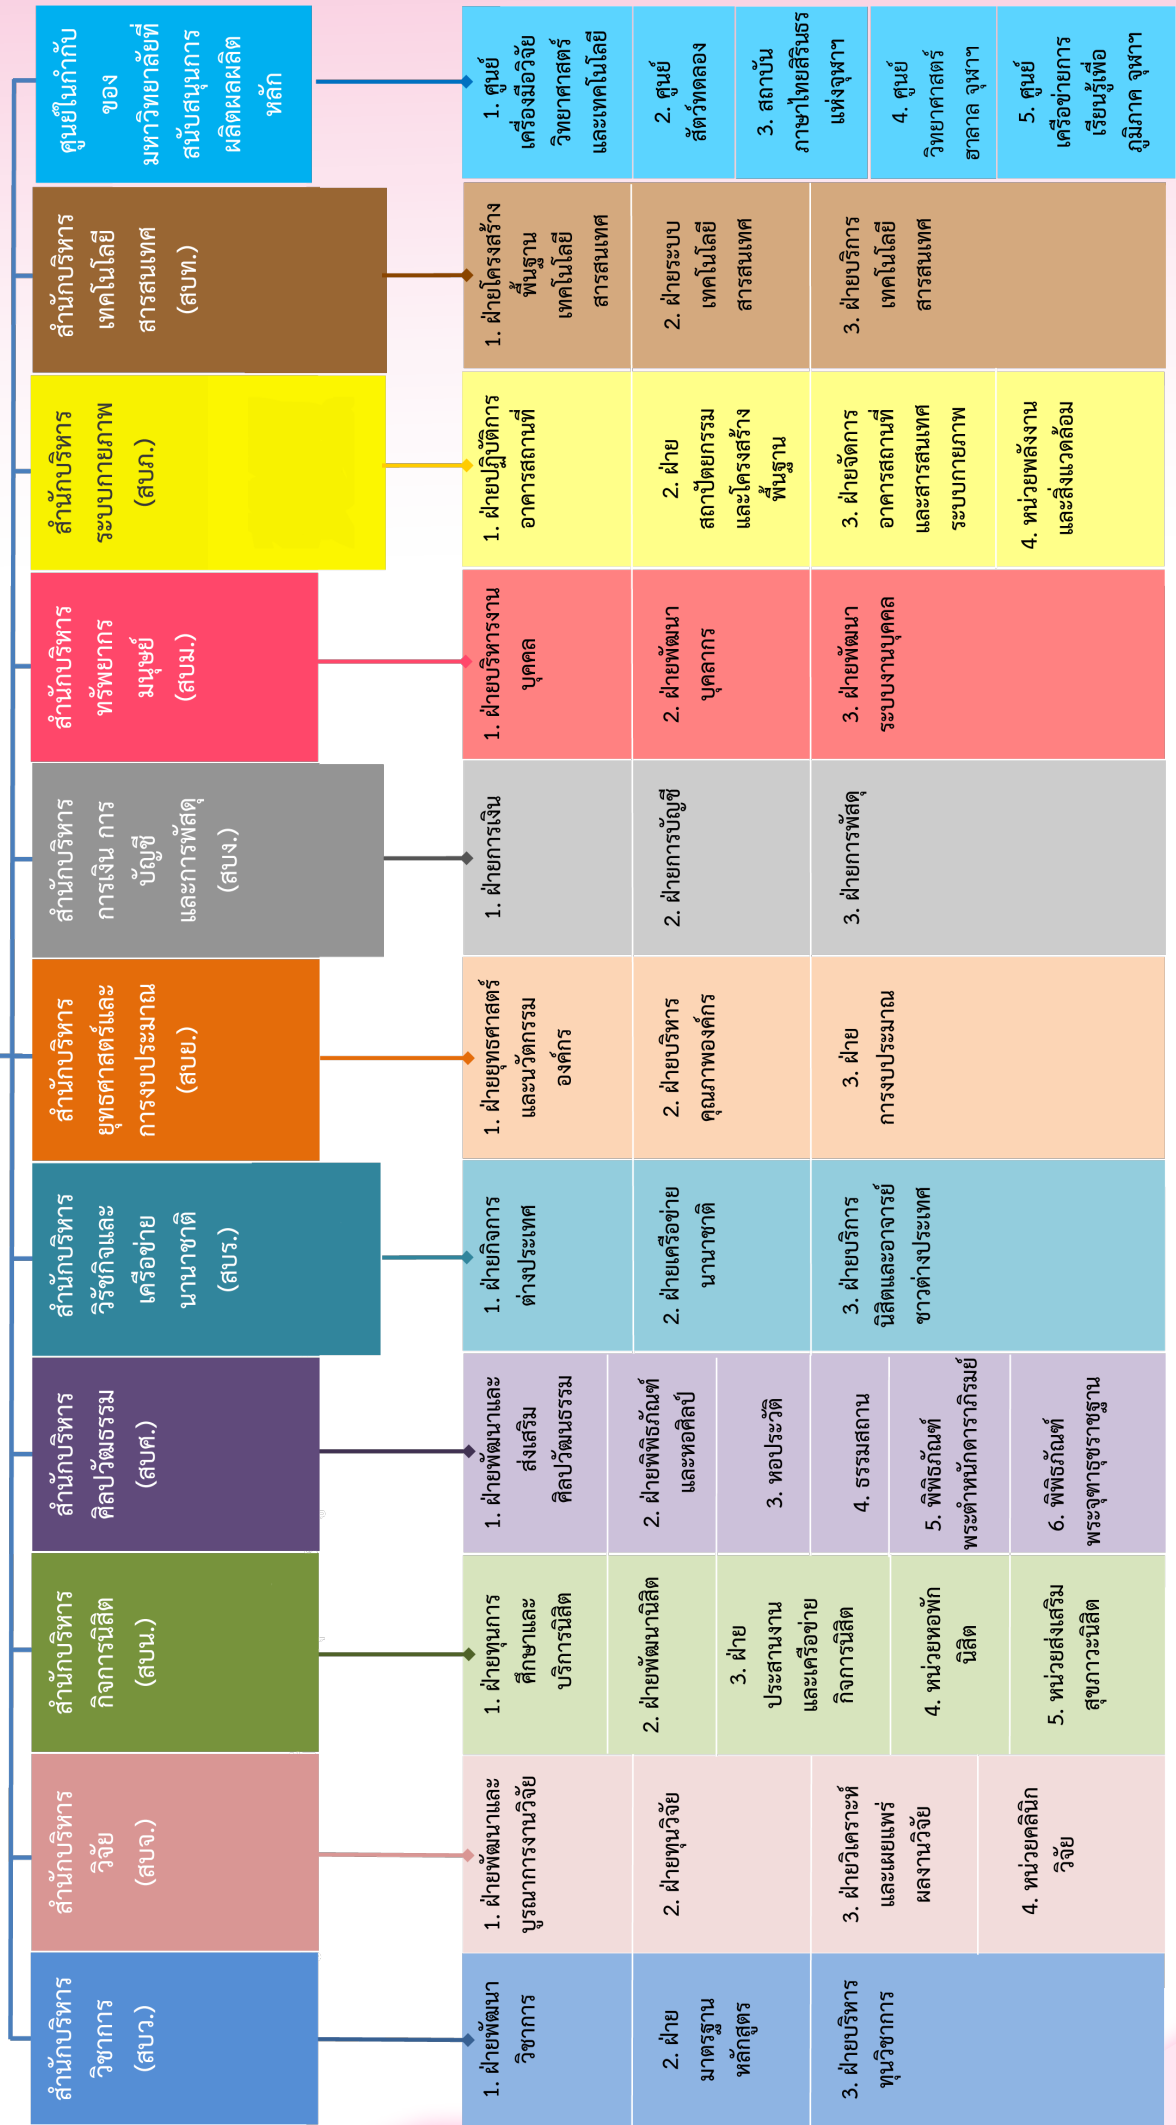 สำนักบริหาร
วิชาการ
(สบว.)
1. ฝ่ายพัฒนา
วิชาการ
2. ฝ่าย
มาตรฐาน
หลักสูตร
3. ฝ่ายบริหาร
ทุนวิชาการ
สำนักบริหาร
วิจัย
(สบจ.)
1. ฝ่ายพัฒนาและ
บูรณาการงานวิจัย
2. ฝ่ายทุนวิจัย
3. ฝ่ายวิเคราะห์
และเผยแพร่
ผลงานวิจัย
4. หน่วยคลินิก
วิจัย
สำนักบริหาร
กิจการนิสิต
(สบน.)
1. ฝ่ายทุนการ
ศึกษาและ
บริการนิสิต
2. ฝ่ายพัฒนานิสิต
3. ฝ่าย
ประสานงาน
และเครือข่าย
กิจการนิสิต
4. หน่วยหอพัก
นิสิต
5. หน่วยส่งเสริม
สุขภาวะนิสิต
สำนักบริหาร
ศิลปวัฒธรรม
(สบศ.)
1. ฝ่ายพัฒนาและ
ส่งเสริม
ศิลปวัฒนธรรม
2. ฝ่ายพิพิธภัณฑ์
และหอศิลป์
3. หอประวัติ
4. ธรรมสถาน
5. พิพิธภัณฑ์
พระตำหนักดาราภิรมย์
6. พิพิธภัณฑ์
พระจุฑาธุชราชฐาน
สำนักบริหาร
วิรัชกิจและ
เครือข่าย
นานาชาติ
(สบร.)
1. ฝ่ายกิจการ
ต่างประเทศ
2. ฝ่ายเครือข่าย
นานาชาติ
3. ฝ่ายบริการ
นิสิตและอาจารย์
ชาวต่างประเทศ
สำนักบริหาร
ยุทธศาสตร์และ
การงบประมาณ
(สบย.)
1. ฝ่ายยุทธศาสตร์
และนวัตกรรม
องค์กร
2. ฝ่ายบริหาร
คุณภาพองค์กร
3. ฝ่าย
การงบประมาณ
สำนักบริหาร
การเงิน การ
บัญชี
และการพัสดุ
(สบง.)
1. ฝ่ายการเงิน
2. ฝ่ายการบัญชี
3. ฝ่ายการพัสดุ
สำนักบริหาร
ทรัพยากร
มนุษย์
(สบม.)
1. ฝ่ายบริหารงาน
บุคคล
2. ฝ่ายพัฒนา
บุคลากร
3. ฝ่ายพัฒนา
ระบบงานบุคคล
สำนักบริหาร
ระบบกายภาพ
(สบภ.)
1. ฝ่ายปฏิบัติการ
อาคารสถานที่
2. ฝ่าย
สถาปัตยกรรม
และโครงสร้าง
พื้นฐาน
3. ฝ่ายจัดการ
อาคารสถานที่
และสารสนเทศ
ระบบกายภาพ
4. หน่วยพลังงาน
และสิ่งแวดล้อม
สำนักบริหาร
เทคโนโลยี
สารสนเทศ
(สบท.)
1. ฝ่ายโครงสร้าง
พื้นฐาน
เทคโนโลยี
สารสนเทศ
2. ฝ่ายระบบ
เทคโนโลยี
สารสนเทศ
3. ฝ่ายบริการ
เทคโนโลยี
สารสนเทศ
ศูนย์ในกำกับ
ของ
มหาวิทยาลัยที่
สนับสนุนการ
ผลิตผลผลิต
หลัก
1. ศูนย์
เครื่องมือวิจัย
วิทยาศาสตร์
และเทคโนโลยี
2. ศูนย์
สัตว์ทดลอง
3. สถาบัน
ภาษาไทยสิรินธร
แห่งจุฬาฯ
4. ศูนย์
วิทยาศาสตร์
ฮาลาล จุฬาฯ
5. ศูนย์
เครือข่ายการ
เรียนรู้เพื่อ
ภูมิภาค จุฬาฯ